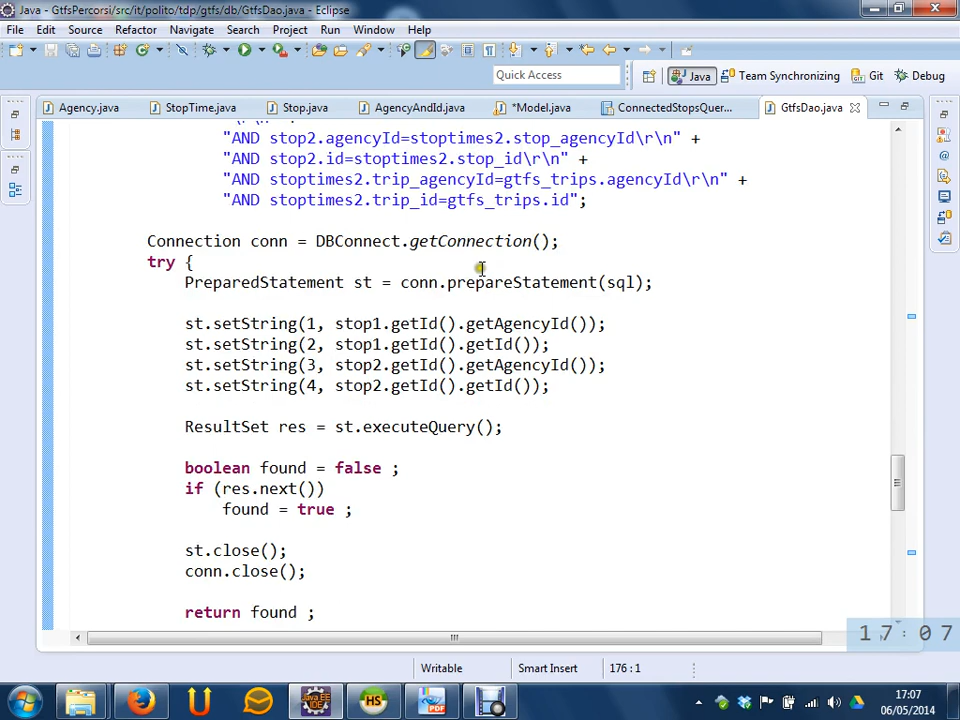 Java - GtfsPercorsi/src/it/polito/tdp/gtfs/db/GtfsDao.java - Eclipse
File Edit Source Refactor Navigate Search Project Run Window Help
Quick Access
Java Team Synchronizing Git Debug
Agency.java StopTime.java Stop.java AgencyAndId.java *Model.java ConnectedStopsQuer... GtfsDao.java
"AND stop2.agencyId=stoptimes2.stop_agencyId\r\n" +
"AND stop2.id=stoptimes2.stop_id\r\n" +
"AND stoptimes2.trip_agencyId=gtfs_trips.agencyId\r\n" +
"AND stoptimes2.trip_id=gtfs_trips.id";
Connection conn = DBConnect.getConnection();
try {
PreparedStatement st = conn.prepareStatement(sql);
st.setString(1, stop1.getId().getAgencyId());
st.setString(2, stop1.getId().getId());
st.setString(3, stop2.getId().getAgencyId());
st.setString(4, stop2.getId().getId());
ResultSet res = st.executeQuery();
boolean found = false ;
if (res.next())
found = true ;
st.close();
conn.close();
return found ;
17:07
Writable Smart Insert 176 : 1
Java EE
IDE
HS
PDF
17:07
06/05/2014